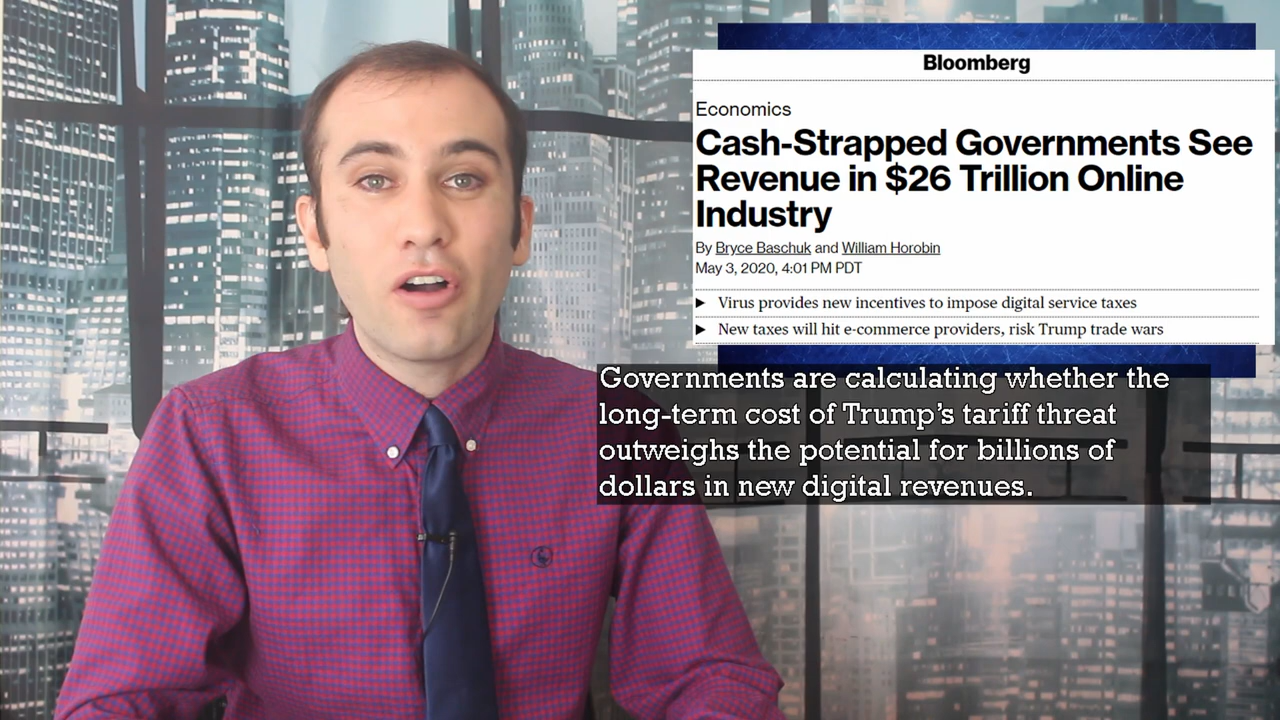 Bloomberg
Economics
Cash-Strapped Governments See
Revenue in $26 Trillion Online
Industry
By Bryce Baschuk and William Horobin
May 3, 2020, 4:01 PM PDT
Virus provides new incentives to impose digital service taxes
New taxes will hit e-commerce providers, risk Trump trade wars
Governments are calculating whether the
long-term cost of Trump's tariff threat
outweighs the potential for billions of
dollars in new digital revenues.